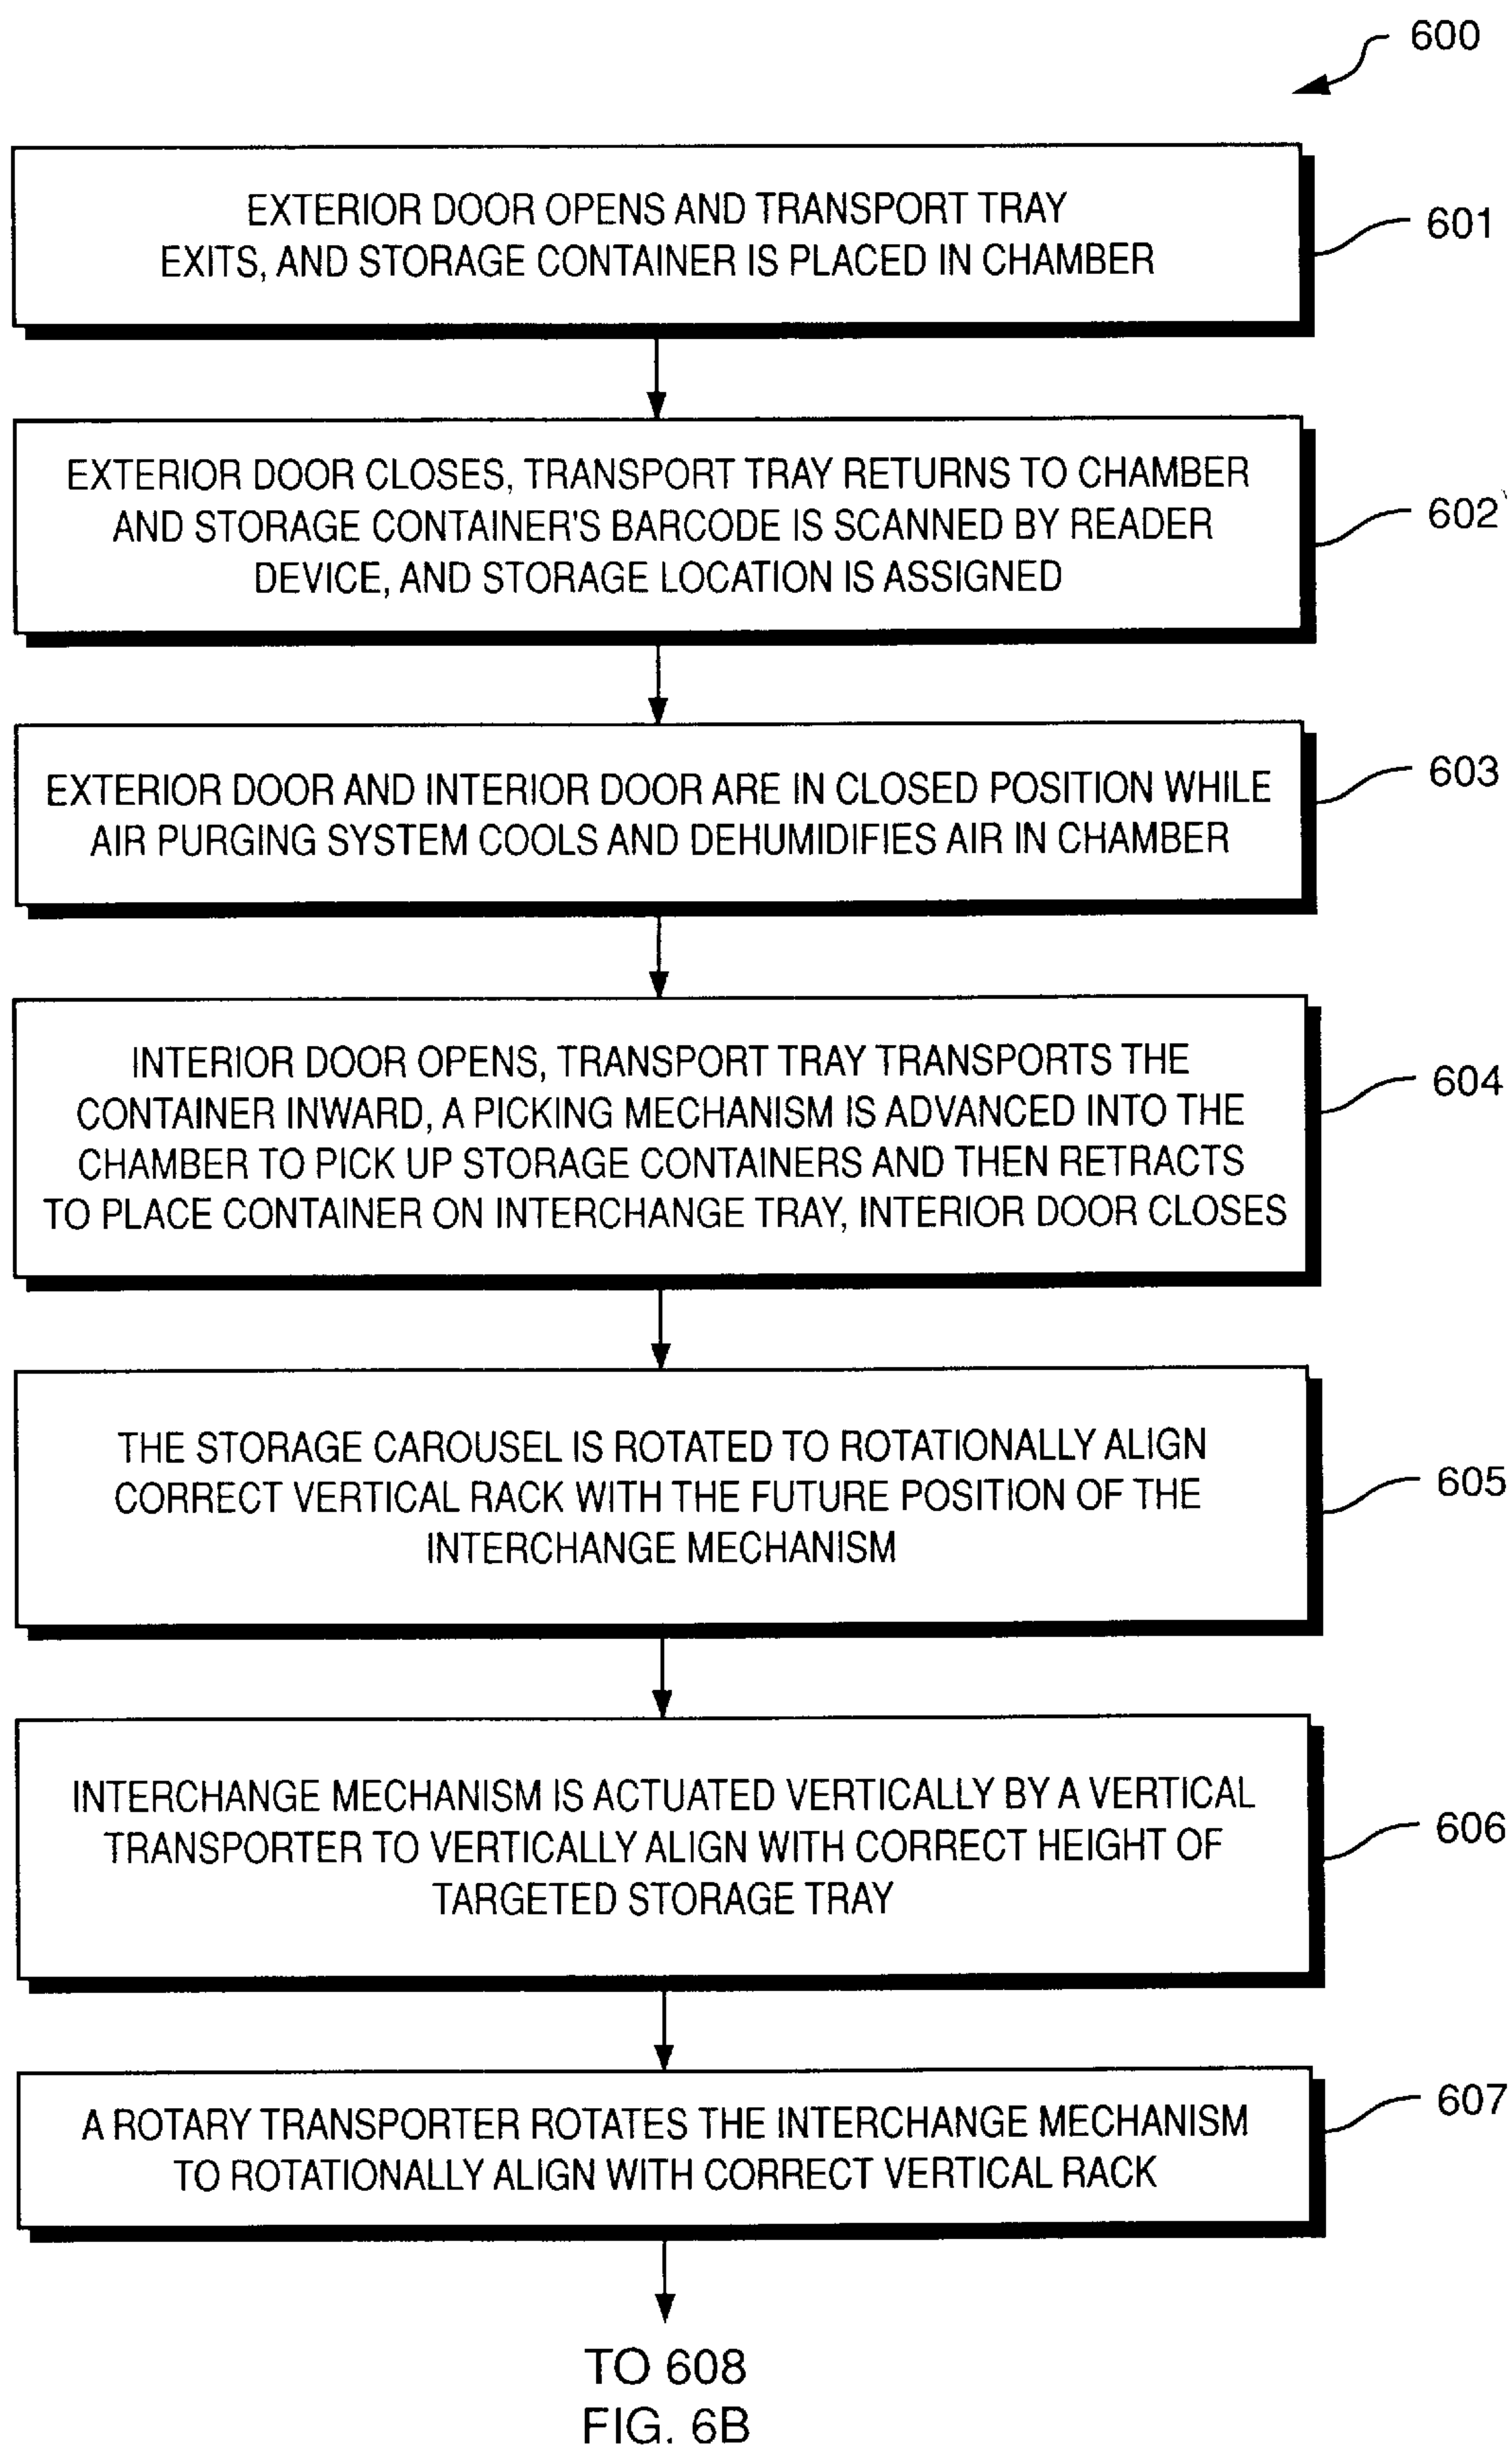 600
EXTERIOR DOOR OPENS AND TRANSPORT TRAY
EXITS, AND STORAGE CONTAINER IS PLACED IN CHAMBER
601
EXTERIOR DOOR CLOSES, TRANSPORT TRAY RETURNS TO CHAMBER
AND STORAGE CONTAINER'S BARCODE IS SCANNED BY READER
DEVICE, AND STORAGE LOCATION IS ASSIGNED
602
EXTERIOR DOOR AND INTERIOR DOOR ARE IN CLOSED POSITION WHILE
AIR PURGING SYSTEM COOLS AND DEHUMIDIFIES AIR IN CHAMBER
603
INTERIOR DOOR OPENS, TRANSPORT TRAY TRANSPORTS THE
CONTAINER INWARD, A PICKING MECHANISM IS ADVANCED INTO THE
CHAMBER TO PICK UP STORAGE CONTAINERS AND THEN RETRACTS
TO PLACE CONTAINER ON INTERCHANGE TRAY, INTERIOR DOOR CLOSES
604
THE STORAGE CAROUSEL IS ROTATED TO ROTATIONALLY ALIGN
CORRECT VERTICAL RACK WITH THE FUTURE POSITION OF THE
INTERCHANGE MECHANISM
605
INTERCHANGE MECHANISM IS ACTUATED VERTICALLY BY A VERTICAL
TRANSPORTER TO VERTICALLY ALIGN WITH CORRECT HEIGHT OF
TARGETED STORAGE TRAY
606
A ROTARY TRANSPORTER ROTATES THE INTERCHANGE MECHANISM
TO ROTATIONALLY ALIGN WITH CORRECT VERTICAL RACK
607
TO 608
FIG. 6B